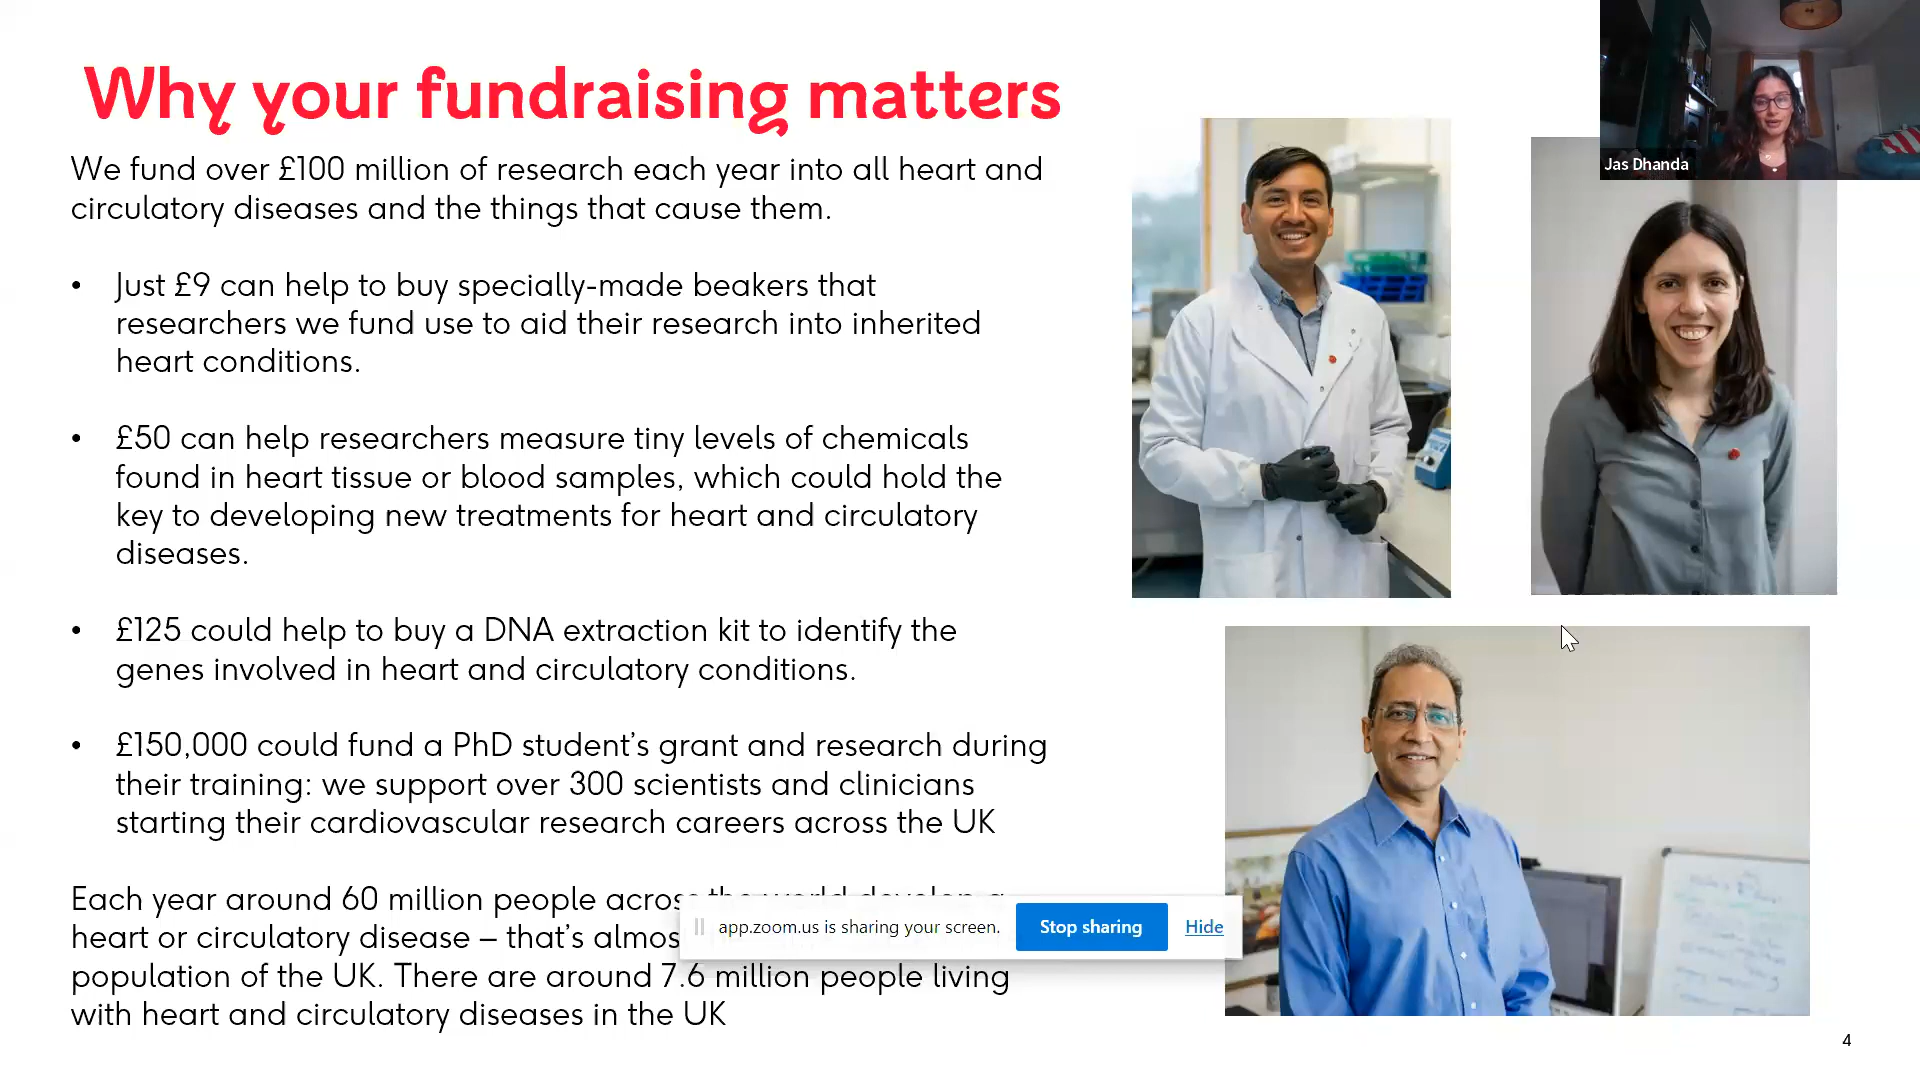 Why your fundraising matters
We fund over £100 million of research each year into all heart and
circulatory diseases and the things that cause them.
• Just £9 can help to buy specially-made beakers that
researchers we fund use to aid their research into inherited
heart conditions.
• £50 can help researchers measure tiny levels of chemicals
found in heart tissue or blood samples, which could hold the
key to developing new treatments for heart and circulatory
diseases.
• £125 could help to buy a DNA extraction kit to identify the
genes involved in heart and circulatory conditions.
• £150,000 could fund a PhD student’s grant and research during
their training: we support over 300 scientists and clinicians
starting their cardiovascular research careers across the UK
Each year around 60 million people across the world develop a
heart or circulatory disease – that’s almos
population of the UK. There are around 7.6 million people living
with heart and circulatory diseases in the UK
app.zoom.us is sharing your screen. Stop sharing Hide
Jas Dhanda
4